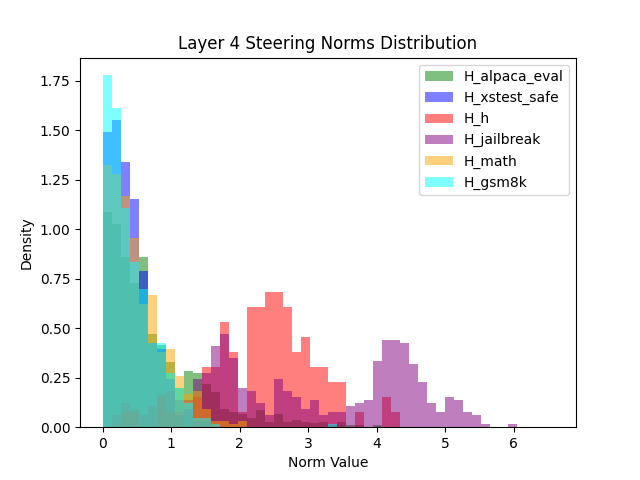 Layer 4 Steering Norms Distribution
H_alpaca_eval
H_xstest_safe
H_h
H_jailbreak
H_math
H_gsm8k
Density
1.75
1.50
1.25
1.00
0.75
0.50
0.25
0.00
0 1 2 3 4 5 6
Norm Value